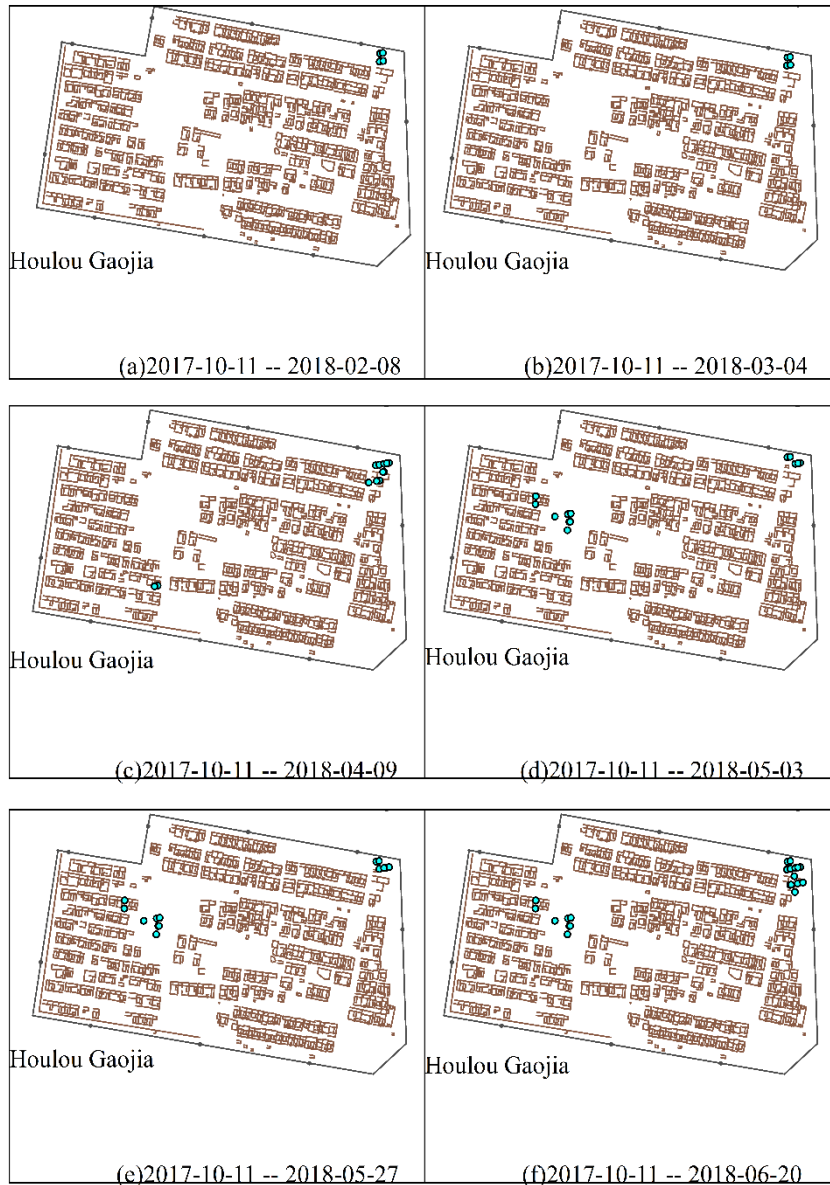 Houlou Gaojia
Houlou Gaojia
(a)2017-10-11 -- 2018-02-08
(b)2017-10-11 -- 2018-03-04
Houlou Gaojia
Houlou Gaojia
(c)2017-10-11 -- 2018-04-09
(d)2017-10-11 -- 2018-05-03
Houlou Gaojia
Houlou Gaojia
(e)2017-10-11 -- 2018-05-27
(f)2017-10-11 -- 2018-06-20